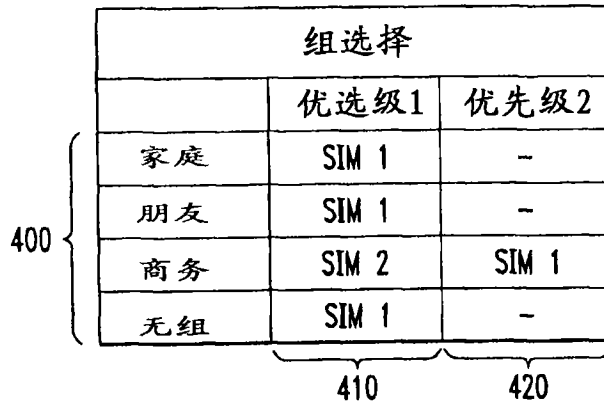 组选择
优选级1 优先级2
家庭 SIM 1 -
朋友 SIM 1 -
400 商务 SIM 2 SIM 1
无组 SIM 1 -
410 420